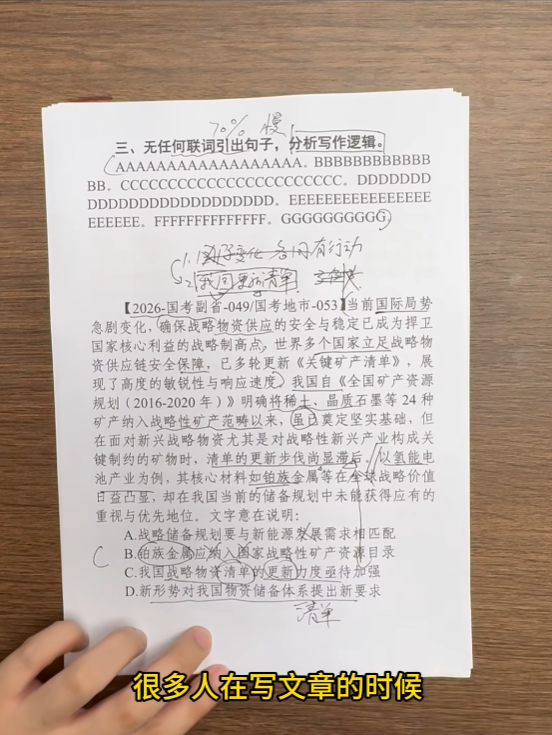 70% 慢
三、无任何联词引出句子，分析写作逻辑。
AAAAAAAAAAAAAAAAAAA。BBBBBBBBBBBB
BB。CCCCCCCCCCCCCCCCCCCCCCC。DDDDDDD
DDDDDDDDDDDDDDDDDD。EEEEEEEEEEEEEEE
EEEEEE。FFFFFFFFFFFFFF。GGGGGGGGGGG
1. 变化 各国有行动
2. 我国更新清单
【2026-国考副省-049/国考地市-053】当前国际局势
急剧变化，确保战略物资供应的安全与稳定已成为捍卫
国家核心利益的战略制高点，世界多个国家立足战略物
资供应链安全保障，已多轮更新《关键矿产清单》，展
现了高度的敏锐性与响应速度。我国自《全国矿产资源
规划（2016-2020 年）》明确将稀土、晶质石墨等 24 种
矿产纳入战略性矿产范畴以来，虽已奠定坚实基础，但
在面对新兴战略物资尤其是对战略性新兴产业构成关
键制约的矿物时，清单的更新步伐尚显滞后。以氢能电
池产业为例，其核心材料如铂族金属等在全球战略价值
日益凸显，却在我国当前的储备规划中未能获得应有的
重视与优先地位。文字意在说明：
A.战略储备规划要与新能源发展需求相匹配
C
B.铂族金属应纳入国家战略性矿产资源目录
C.我国战略物资清单的更新力度亟待加强
D.新形势对我国物资储备体系提出新要求
清单
很多人在写文章的时候